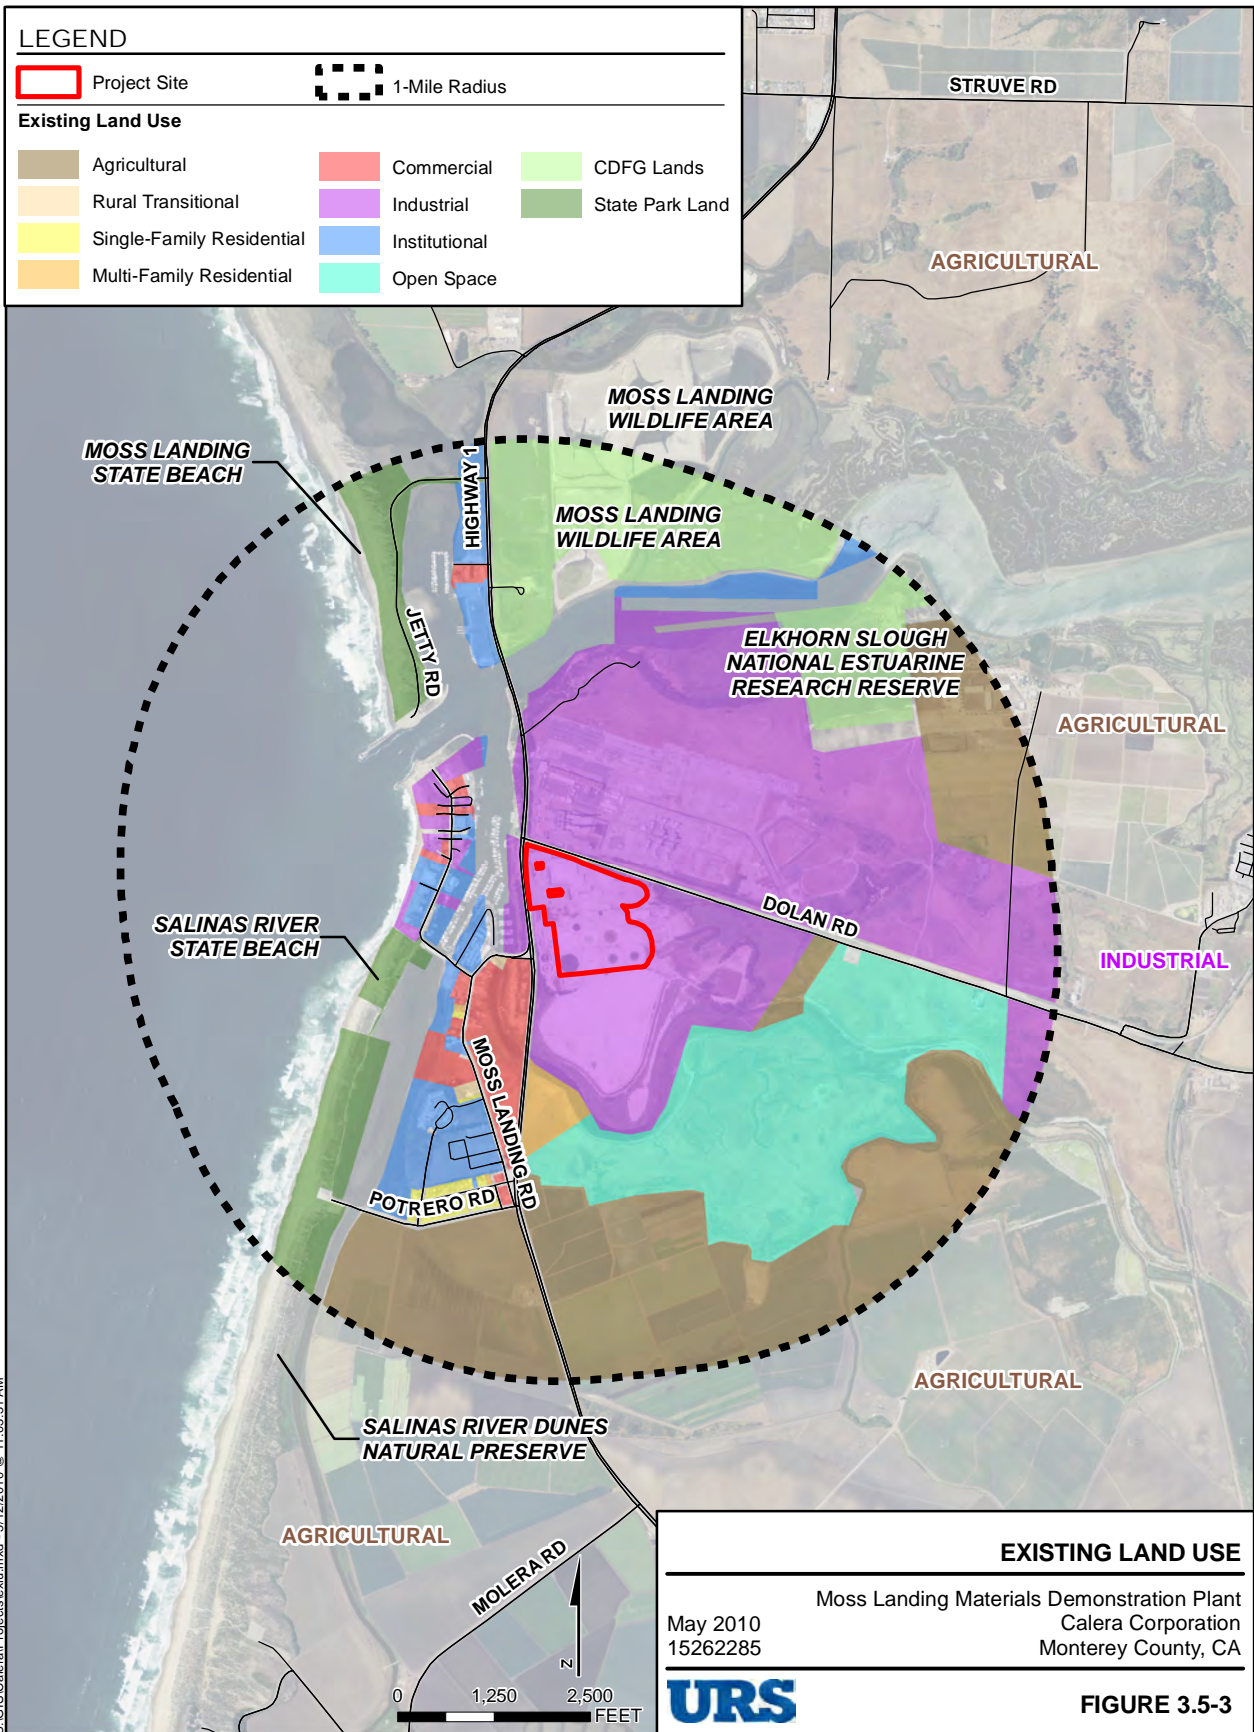 LEGEND
Project Site
1-Mile Radius
Existing Land Use
Agricultural
Rural Transitional
Single-Family Residential
Multi-Family Residential
Commercial
Industrial
Institutional
Open Space
CDFG Lands
State Park Land
STRUVE RD
AGRICULTURAL
MOSS LANDING
WILDLIFE AREA
MOSS LANDING
STATE BEACH
HIGHWAY 1
MOSS LANDING
WILDLIFE AREA
JETTY RD
ELKHORN SLOUGH
NATIONAL ESTUARINE
RESEARCH RESERVE
AGRICULTURAL
DOLAN RD
SALINAS RIVER
STATE BEACH
INDUSTRIAL
MOSS LANDING RD
POTRERO RD
AGRICULTURAL
SALINAS RIVER DUNES
NATURAL PRESERVE
AGRICULTURAL
MOLERA RD
Z
0 1,250 2,500
FEET
EXISTING LAND USE
Moss Landing Materials Demonstration Plant
May 2010 Calera Corporation
15262285 Monterey County, CA
URS
FIGURE 3.5-3